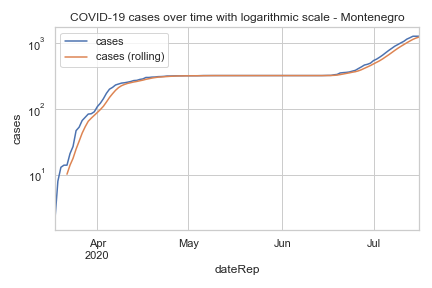 COVID-19 cases over time with logarithmic scale - Montenegro
cases
cases (rolling)
10³
10²
10¹
cases
Apr
2020
May
Jun
Jul
dateRep